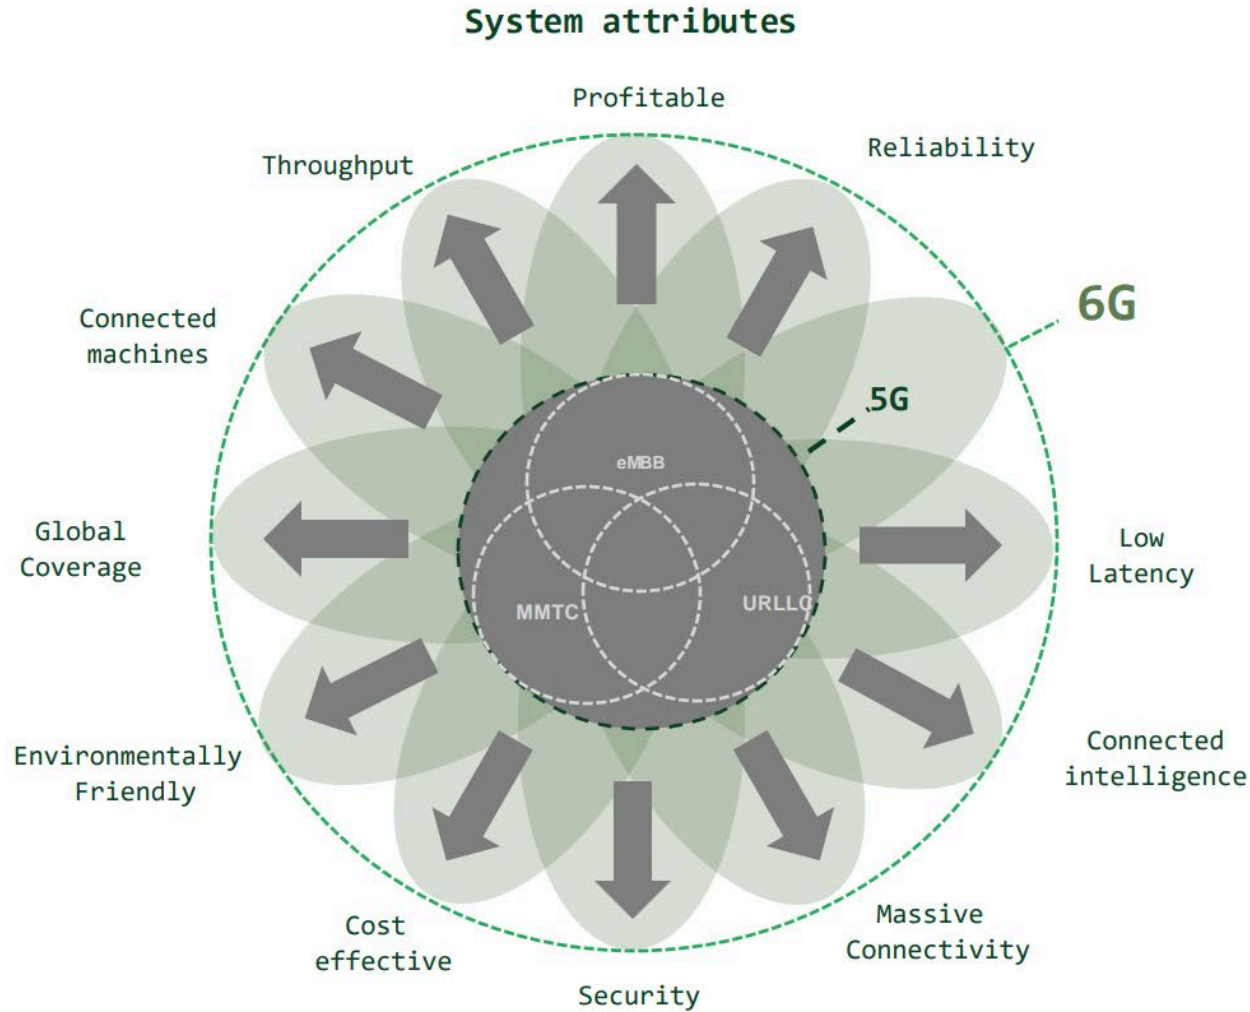 System attributes
Profitable
Reliability
Throughput
6G
Connected
machines
5G
eMBB
Global
Coverage
Low
Latency
MMTC
URLLC
Environmentally
Friendly
Connected
intelligence
Cost
effective
Massive
Connectivity
Security